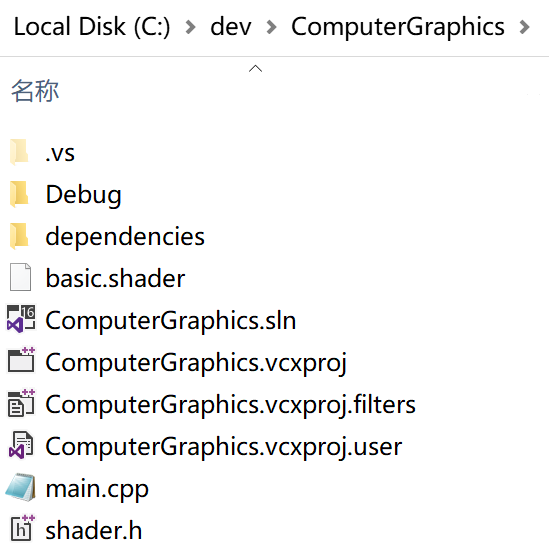 Local Disk (C:) > dev > ComputerGraphics >
名称
.vs
Debug
dependencies
basic.shader
16 ComputerGraphics.sln
++ ComputerGraphics.vcxproj
++ ComputerGraphics.vcxproj.filters
ComputerGraphics.vcxproj.user
main.cpp
h ++ shader.h